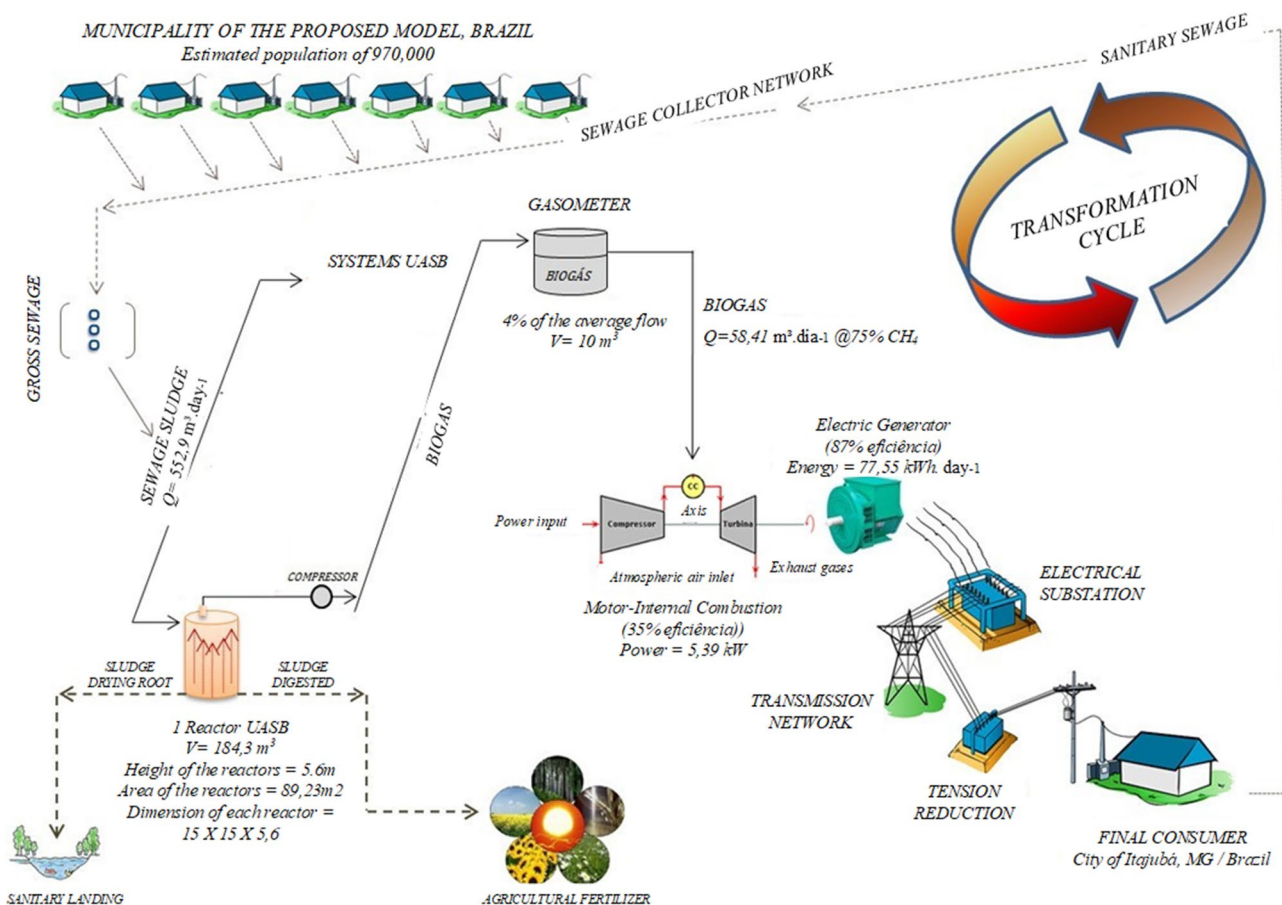 MUNICIPALITY OF THE PROPOSED MODEL, BRAZIL
Estimated population of 970,000
SANITARY SEWAGE
SEWAGE COLLECTOR NETWORK
TRANSFORMATION
CYCLE
GASOMETER
BIOGÁS
4% of the average flow
V= 10 m³
SYSTEMS UASB
GROSS SEWAGE
SEWAGE SLUDGE
Q= 552,9 m³.day-1
BIOGAS
BIOGAS
Q=58,41 m³.dia-1 @75% CH₄
Electric Generator
(87% eficiência)
Energy = 77,55 kWh. day-1
Power input
Compressor
CC
Axis
Turbina
Atmospheric air inlet
Exhaust gases
Motor-Internal Combustion
(35% eficiência))
Power = 5,39 kW
COMPRESSOR
SLUDGE
DRYING ROOT
SLUDGE
DIGESTED
1 Reactor UASB
V= 184,3 m³
Height of the reactors = 5.6m
Area of the reactors = 89,23m2
Dimension of each reactor =
15 X 15 X 5,6
ELECTRICAL
SUBSTATION
TRANSMISSION
NETWORK
TENSION
REDUCTION
FINAL CONSUMER
City of Itajubá, MG / Brazil
SANITARY LANDING
AGRICULTURAL FERTILIZER